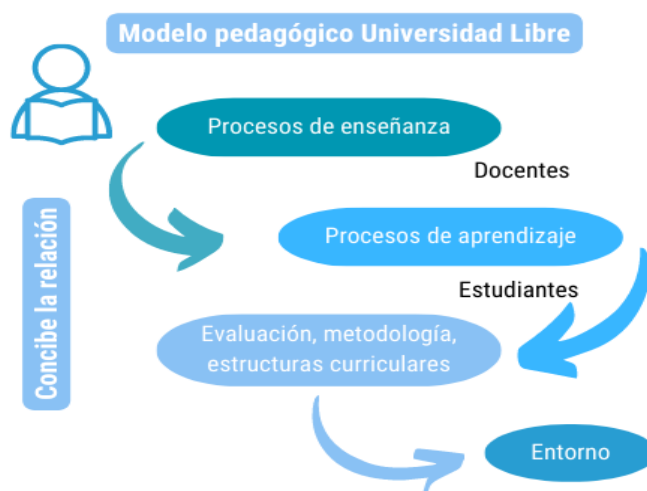 Modelo pedagógico Universidad Libre
Procesos de enseñanza
Docentes
Concibe la relación
Procesos de aprendizaje
Estudiantes
Evaluación, metodología,
estructuras curriculares
Entorno